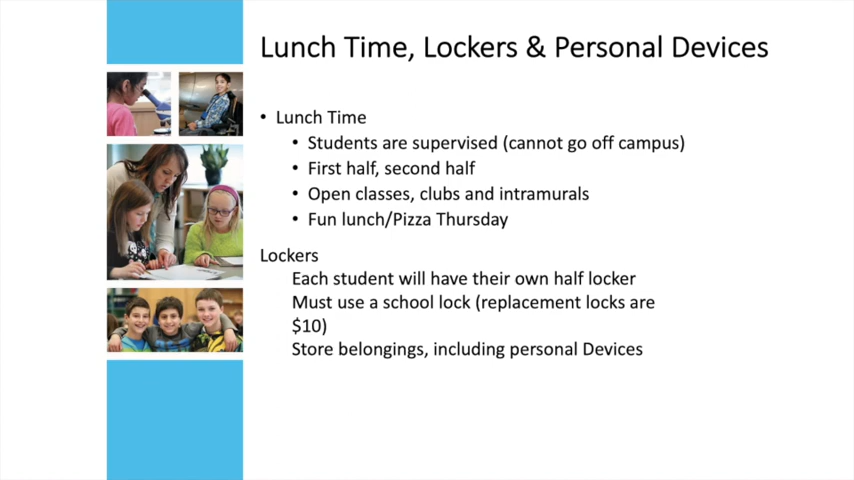 Lunch Time, Lockers & Personal Devices
• Lunch Time
• Students are supervised (cannot go off campus)
• First half, second half
• Open classes, clubs and intramurals
• Fun lunch/Pizza Thursday
Lockers
Each student will have their own half locker
Must use a school lock (replacement locks are
$10)
Store belongings, including personal Devices